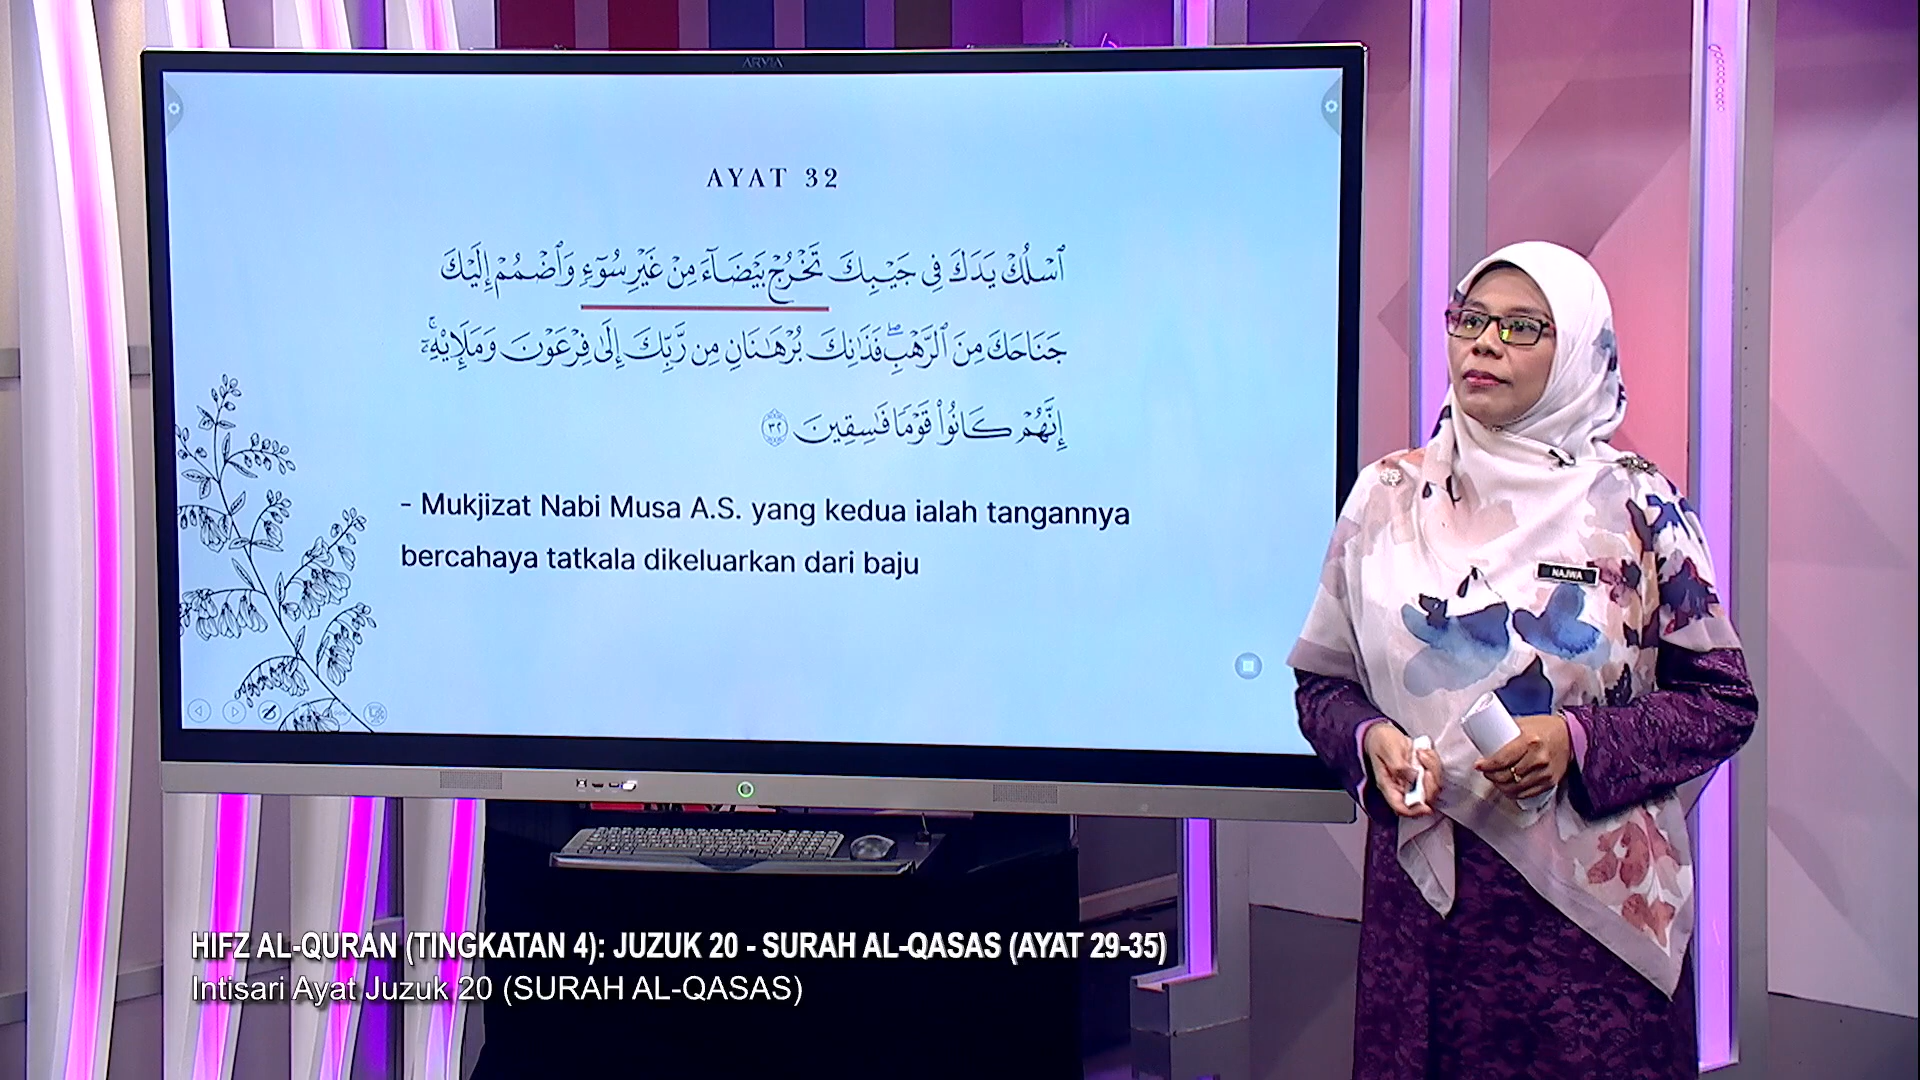 ARVIA
AYAT 32
ٱسْلُكْ يَدَكَ فِى جَيْبِكَ تَخْرُجْ بَيْضَآءَ مِنْ غَيْرِ سُوٓءٍ وَٱضْمُمْ إِلَيْكَ
جَنَاحَكَ مِنَ ٱلرَّهْبِ ۖ فَذَٰنِكَ بُرْهَٰنَانِ مِن رَّبِّكَ إِلَىٰ فِرْعَوْنَ وَمَلَإِيْهِۦٓ ۚ
إِنَّهُمْ كَانُوا۟ قَوْمًا فَٰسِقِينَ ٣٢
- Mukjizat Nabi Musa A.S. yang kedua ialah tangannya
bercahaya tatkala dikeluarkan dari baju
NAJWA
HIFZ AL-QURAN (TINGKATAN 4): JUZUK 20 - SURAH AL-QASAS (AYAT 29-35)
Intisari Ayat Juzuk 20 (SURAH AL-QASAS)